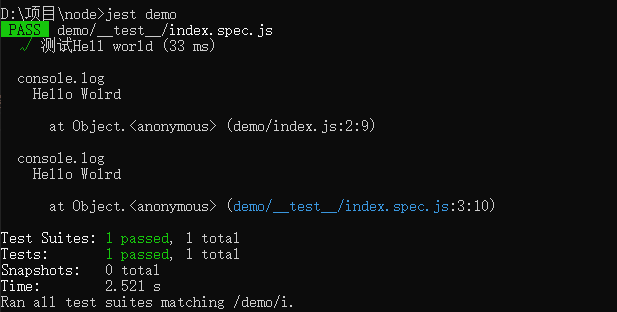 D:\项目\node>jest demo
PASS demo/__test__/index.spec.js
√ 测试Hell world (33 ms)
console.log
Hello Wolrd
at Object.<anonymous> (demo/index.js:2:9)
console.log
Hello Wolrd
at Object.<anonymous> (demo/__test__/index.spec.js:3:10)
Test Suites: 1 passed, 1 total
Tests: 1 passed, 1 total
Snapshots: 0 total
Time: 2.521 s
Ran all test suites matching /demo/i.